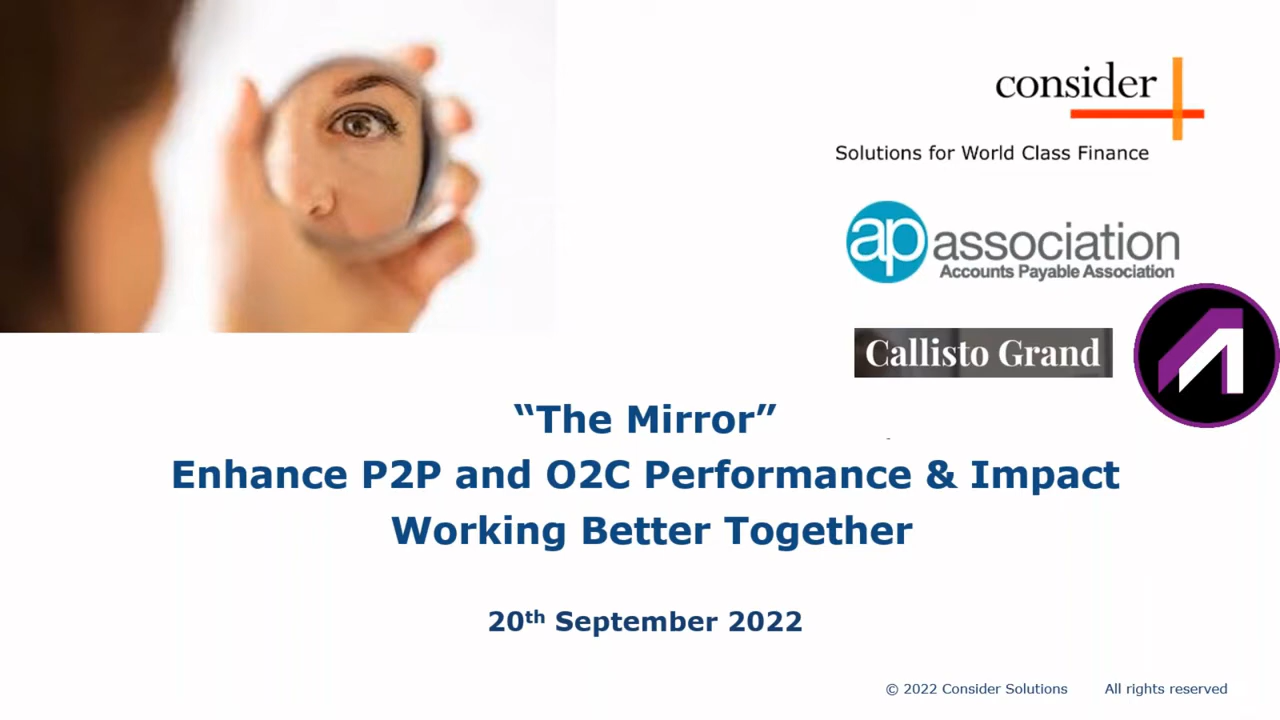 consider
Solutions for World Class Finance
ap association
Accounts Payable Association
Callisto Grand
“The Mirror”
Enhance P2P and O2C Performance & Impact
Working Better Together
20th September 2022
© 2022 Consider Solutions All rights reserved